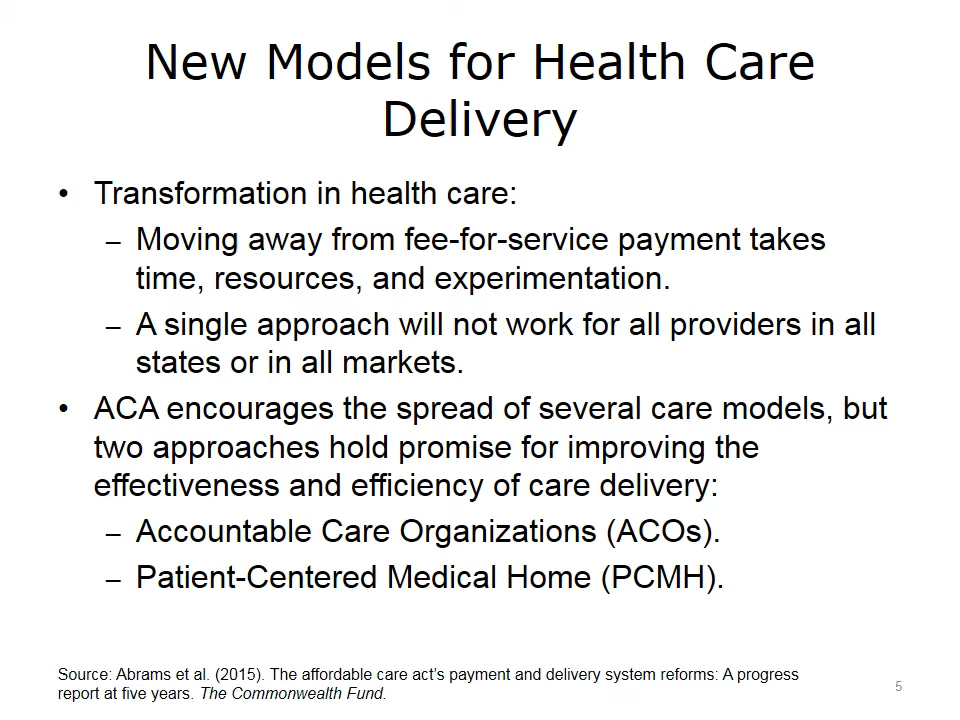 New Models for Health Care
Delivery
• Transformation in health care:
– Moving away from fee-for-service payment takes
time, resources, and experimentation.
– A single approach will not work for all providers in all
states or in all markets.
• ACA encourages the spread of several care models, but
two approaches hold promise for improving the
effectiveness and efficiency of care delivery:
– Accountable Care Organizations (ACOs).
– Patient-Centered Medical Home (PCMH).
Source: Abrams et al. (2015). The affordable care act’s payment and delivery system reforms: A progress
report at five years. The Commonwealth Fund.
5